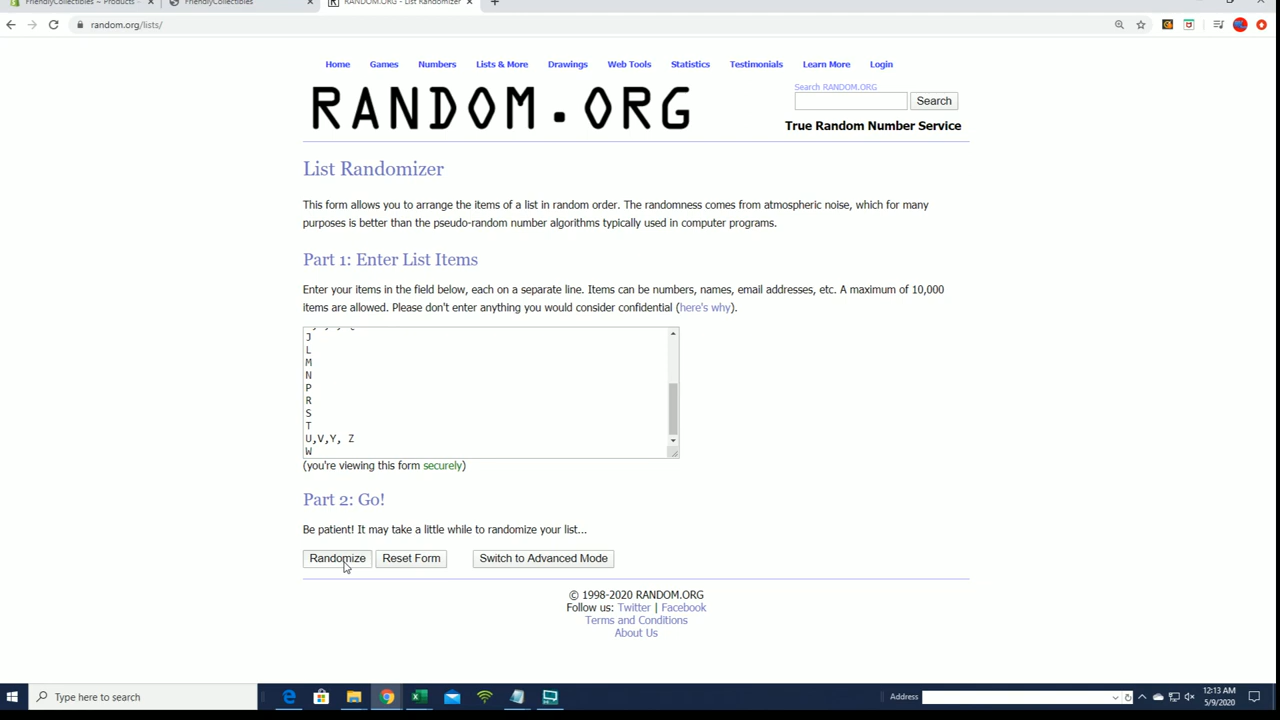 FriendlyCollectibles ~ Products
FriendlyCollectibles
RANDOM.ORG - List Randomizer
random.org/lists/
Home Games Numbers Lists & More Drawings Web Tools Statistics Testimonials Learn More Login
RANDOM.ORG
Search RANDOM.ORG
Search
True Random Number Service
List Randomizer
This form allows you to arrange the items of a list in random order. The randomness comes from atmospheric noise, which for many
purposes is better than the pseudo-random number algorithms typically used in computer programs.
Part 1: Enter List Items
Enter your items in the field below, each on a separate line. Items can be numbers, names, email addresses, etc. A maximum of 10,000
items are allowed. Please don't enter anything you would consider confidential (here's why).
J
L
M
N
P
R
S
T
U,V,Y, Z
W
(you're viewing this form securely)
Part 2: Go!
Be patient! It may take a little while to randomize your list...
Randomize Reset Form Switch to Advanced Mode
© 1998-2020 RANDOM.ORG
Follow us: Twitter | Facebook
Terms and Conditions
About Us
Type here to search
Address
12:13 AM
5/9/2020